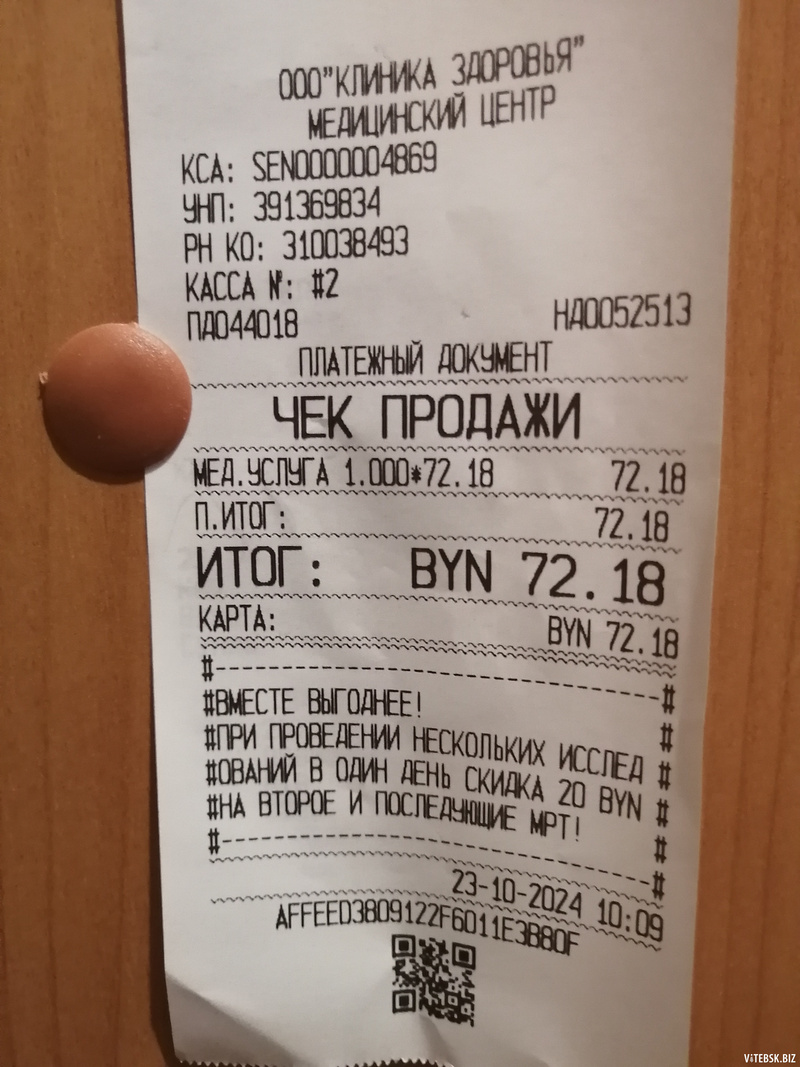 ООО"КЛИНИКА ЗДОРОВЬЯ"
МЕДИЦИНСКИЙ ЦЕНТР
КСА: SEN0000004869
УНП: 391369834
РН КО: 310038493
КАССА №: #2
ПД044018 НД0052513
ПЛАТЕЖНЫЙ ДОКУМЕНТ
ЧЕК ПРОДАЖИ
МЕД.УСЛУГА 1.000*72.18 72.18
П.ИТОГ: 72.18
ИТОГ: BYN 72.18
КАРТА: BYN 72.18
#--------------------------------#
#ВМЕСТЕ ВЫГОДНЕЕ! #
#ПРИ ПРОВЕДЕНИИ НЕСКОЛЬКИХ ИССЛЕД #
#ОВАНИЙ В ОДИН ДЕНЬ СКИДКА 20 BYN #
#НА ВТОРОЕ И ПОСЛЕДУЮЩИЕ МРТ! #
#--------------------------------#
23-10-2024 10:09
AFFEED3809122F6011E3B80F
ViTEBSK.BIZ